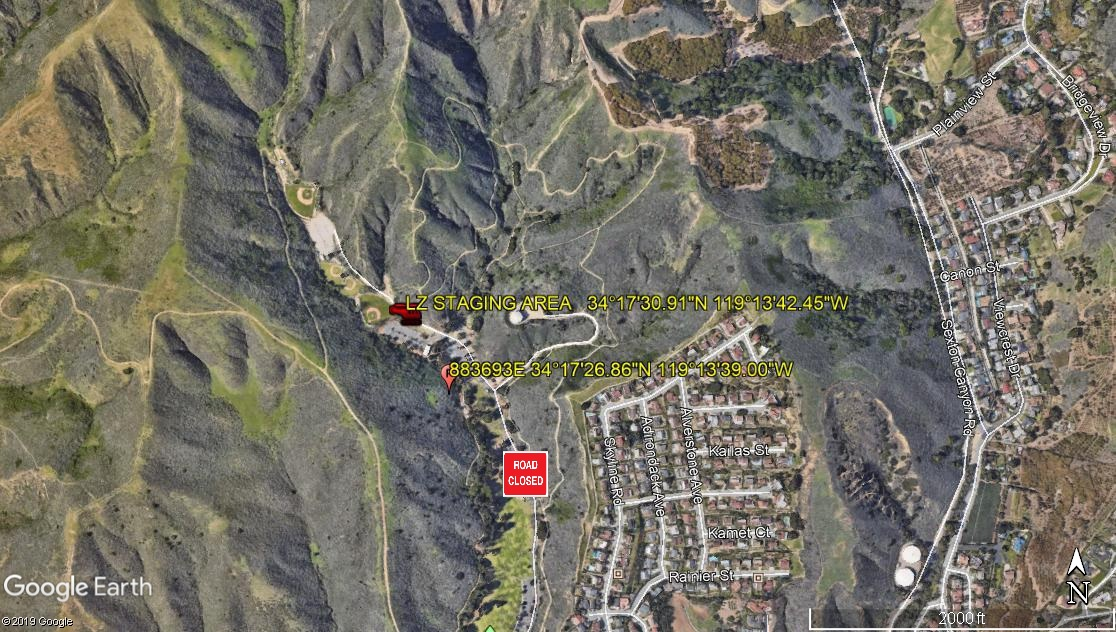 Plainview St
Bridgeview Dr
Canon St
Viewcrest Dr
Sexton Canyon Rd
LZ STAGING AREA 34°17'30.91"N 119°13'42.45"W
883693E 34°17'26.86"N 119°13'39.00"W
ROAD
CLOSED
Skyline Rd
Adirondack Ave
Alverstone Ave
Kailas St
Kamet Ct
Rainier St
Google Earth
©2019 Google
N
2000 ft